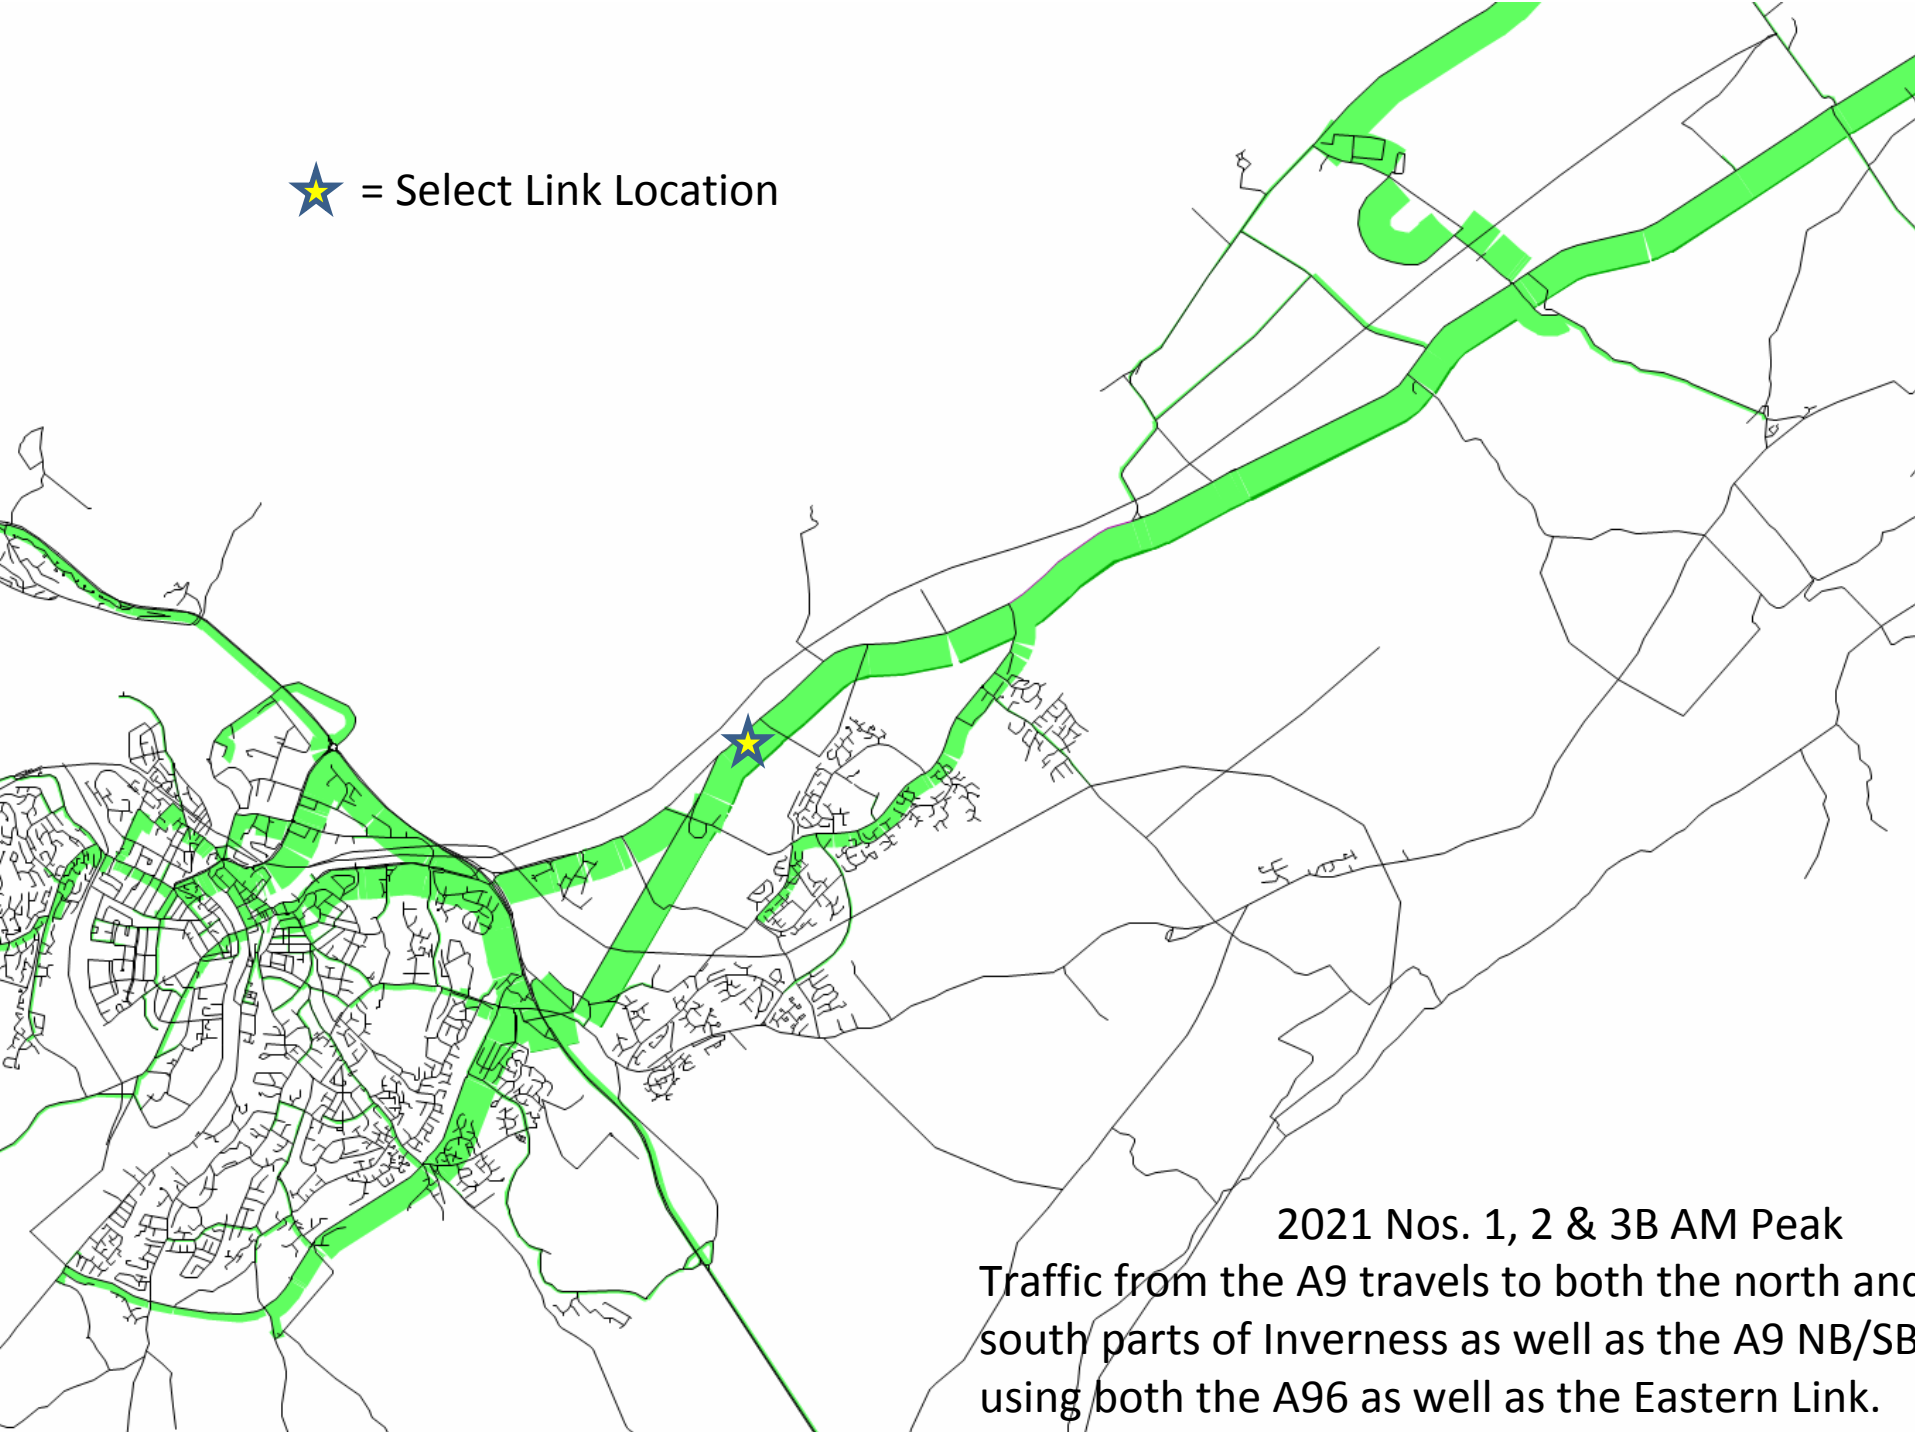 = Select Link Location
2021 Nos. 1, 2 & 3B AM Peak
Traffic from the A9 travels to both the north and
south parts of Inverness as well as the A9 NB/SB
using both the A96 as well as the Eastern Link.